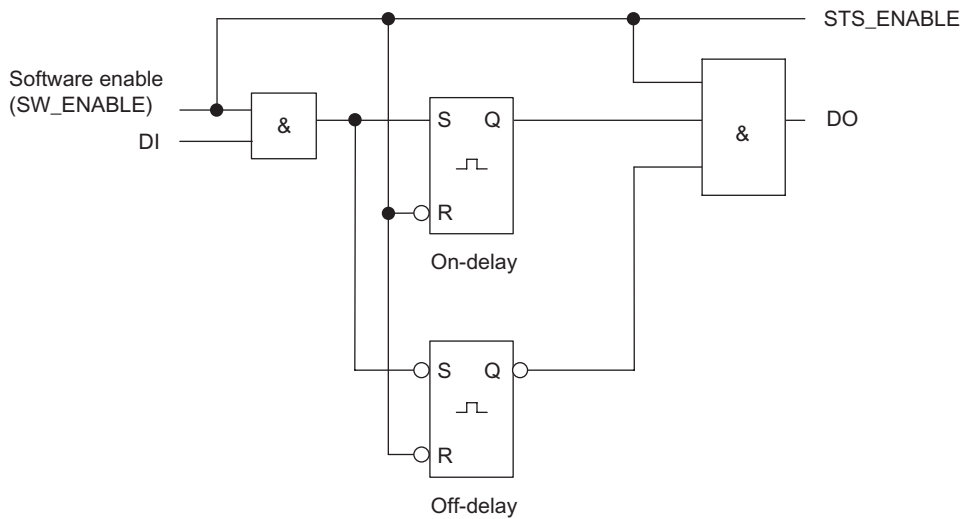 STS_ENABLE
Software enable
(SW_ENABLE)
DI
&
S Q
R
On-delay
&
DO
S Q
R
Off-delay